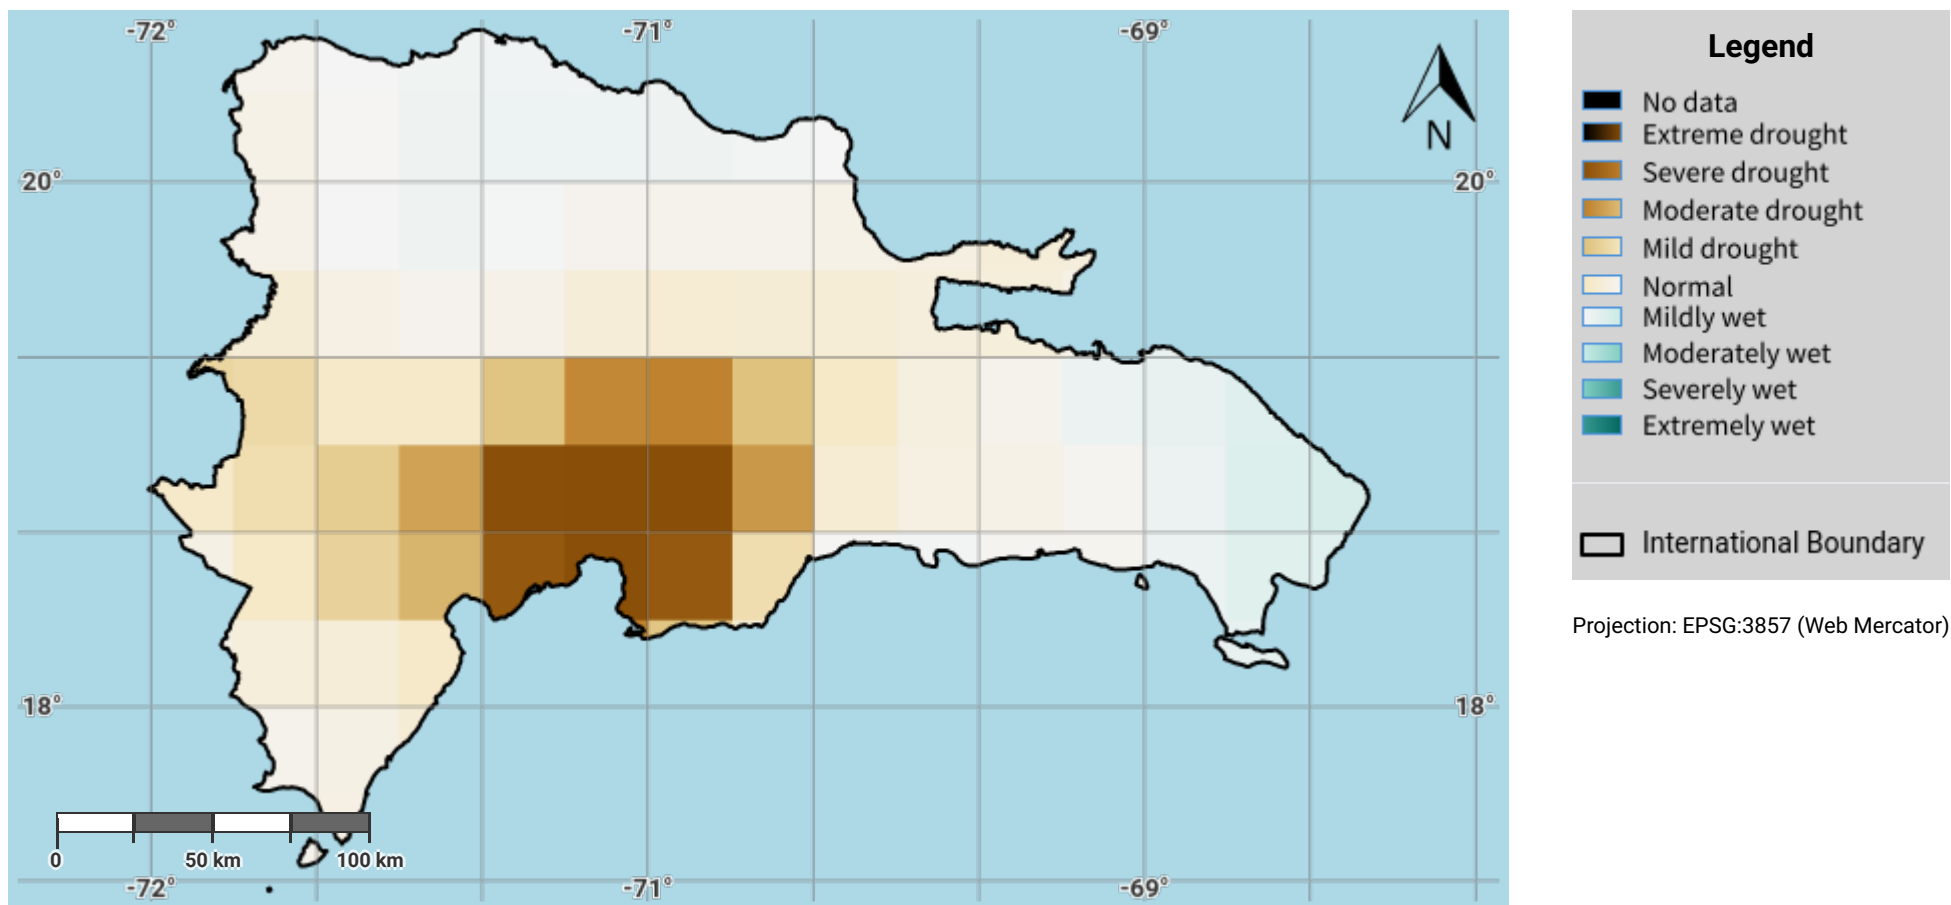 -72° -71° -69°
N
20° 20°
18° 18°
0 50 km 100 km
-72° -71° -69°
Legend
No data
Extreme drought
Severe drought
Moderate drought
Mild drought
Normal
Mildly wet
Moderately wet
Severely wet
Extremely wet
International Boundary
Projection: EPSG:3857 (Web Mercator)